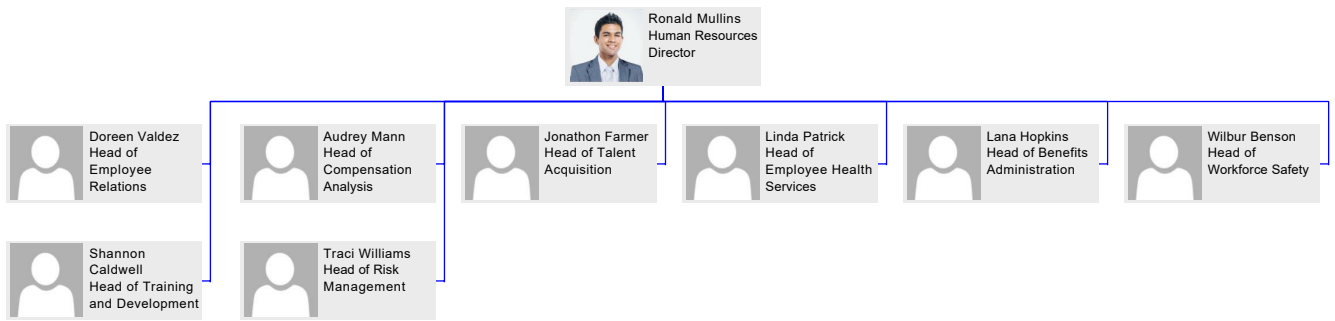 Ronald Mullins
Human Resources
Director
Doreen Valdez
Head of
Employee
Relations
Audrey Mann
Head of
Compensation
Analysis
Jonathon Farmer
Head of Talent
Acquisition
Linda Patrick
Head of
Employee Health
Services
Lana Hopkins
Head of Benefits
Administration
Wilbur Benson
Head of
Workforce Safety
Shannon
Caldwell
Head of Training
and Development
Traci Williams
Head of Risk
Management